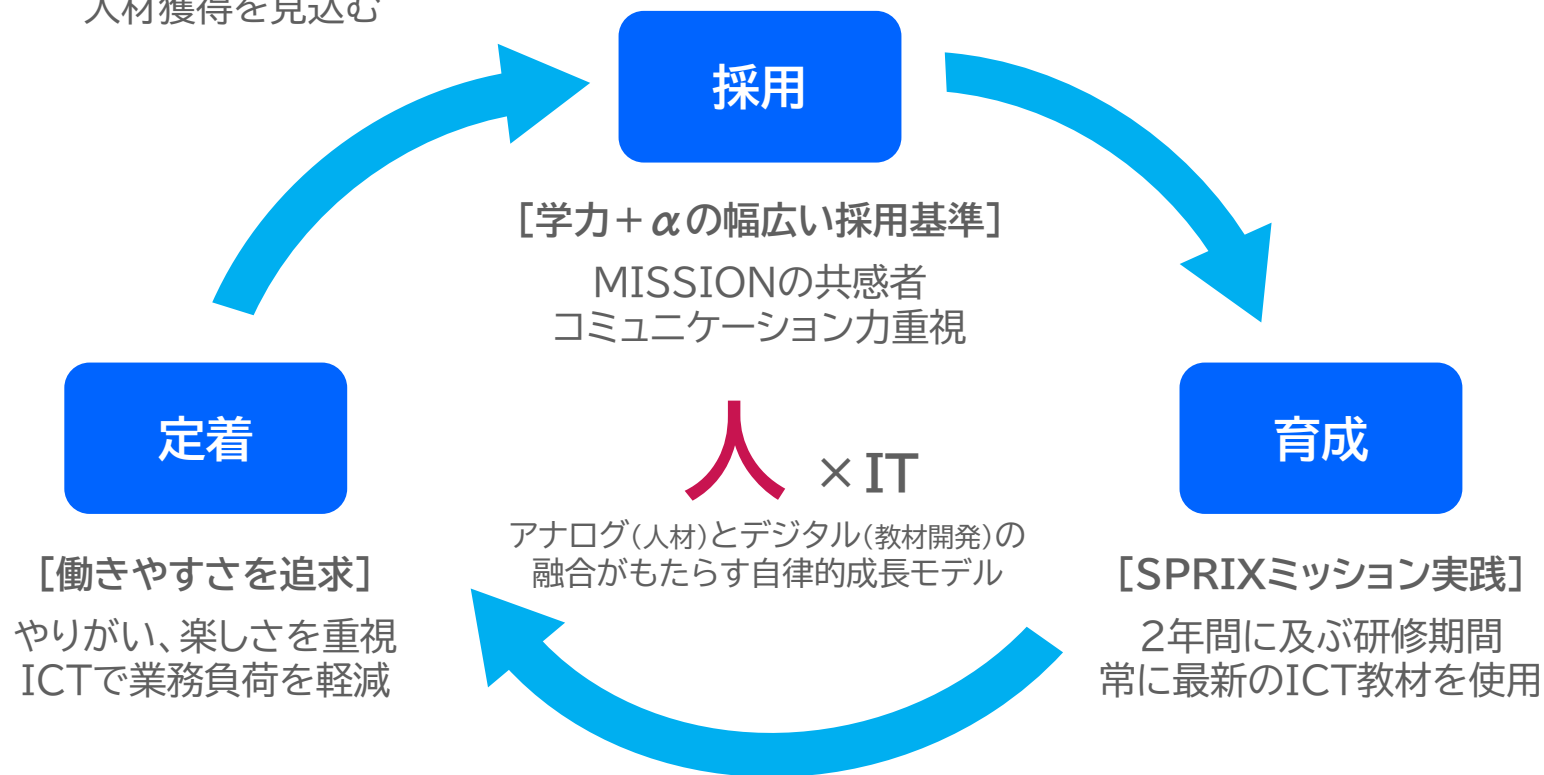 人材獲得を見込む
採用
[学力+αの幅広い採用基準]
MISSIONの共感者
コミュニケーション力重視
定着
人 ×IT
育成
アナログ(人材)とデジタル(教材開発)の
融合がもたらす自律的成長モデル
[働きやすさを追求]
やりがい、楽しさを重視
ICTで業務負荷を軽減
[SPRIXミッション実践]
2年間に及ぶ研修期間
常に最新のICT教材を使用